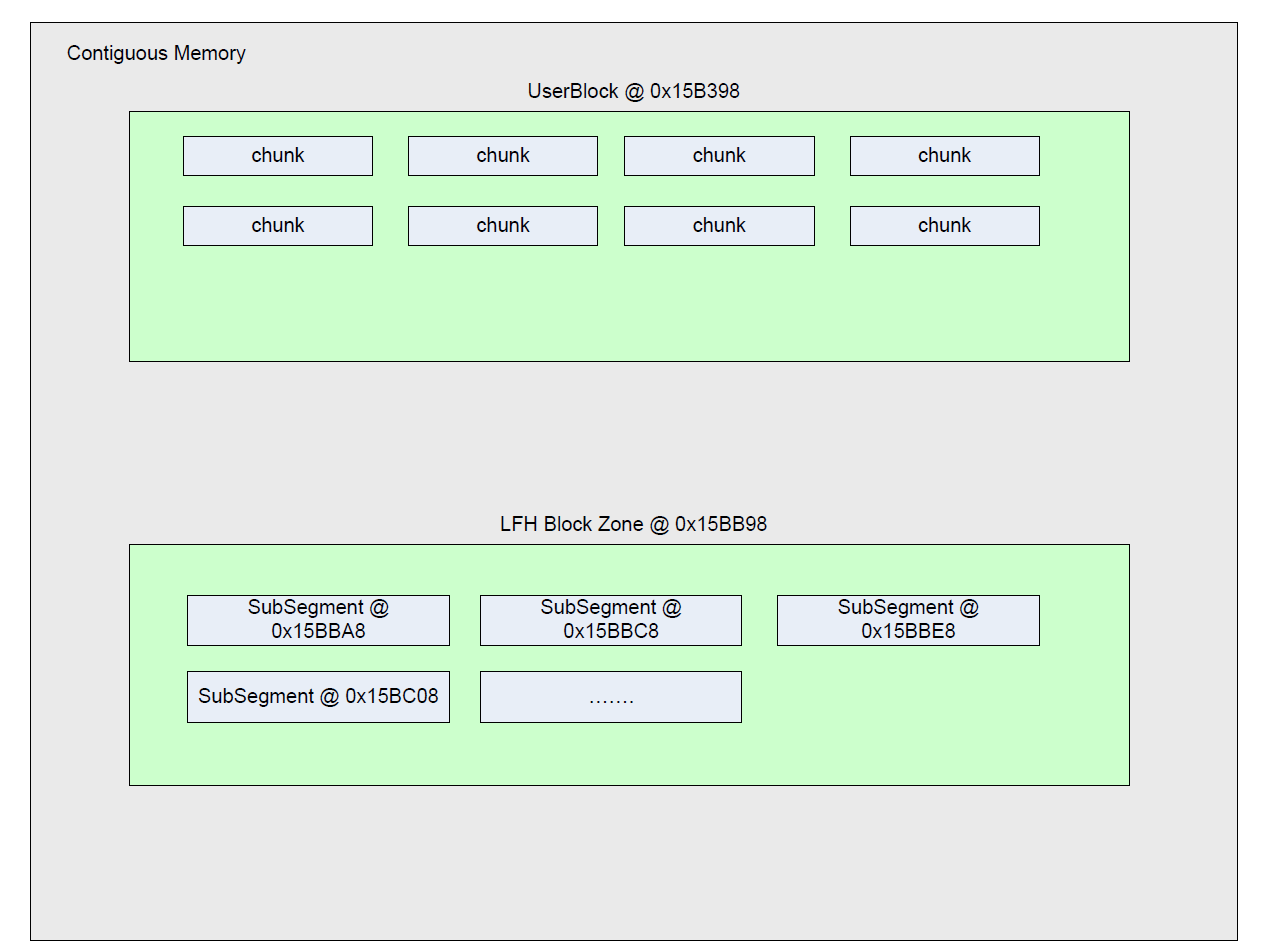 Contiguous Memory
UserBlock @ 0x15B398
chunk
chunk
chunk
chunk
chunk
chunk
chunk
chunk
LFH Block Zone @ 0x15BB98
SubSegment @
0x15BBA8
SubSegment @
0x15BBC8
SubSegment @
0x15BBE8
SubSegment @ 0x15BC08
.......